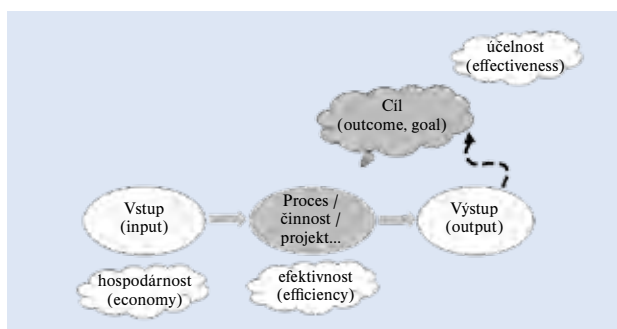 účelnost
(effectiveness)
Cíl
(outcome, goal)
Vstup
(input)
Proces /
činnost /
projekt...
Výstup
(output)
hospodárnost
(economy)
efektivnost
(efficiency)